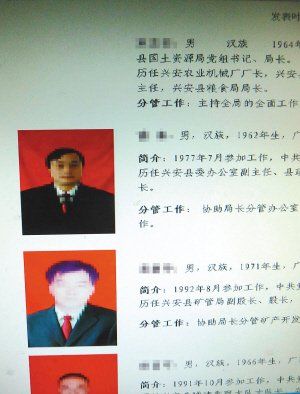 发表时
男 汉族 1964年
县国土资源局党组书记、局长。
历任兴安农业机械厂厂长，兴安
主任，兴安县粮食局局长。
分管工作：主持全局的全面工作
男，汉族，1962年生，广
简介：1977年7月参加工作，中共党
历任兴安县委办公室副主任、县
长。
分管工作： 协助局长分管办公室
作。
男，汉族，1971年生，广
简介：1992年8月参加工作，中共
历任兴安县矿管局副股长、股长，
分管工作：协助局长分管矿产开发
男，汉族，1966年生，广
简介：1991年10月参加工作，中共